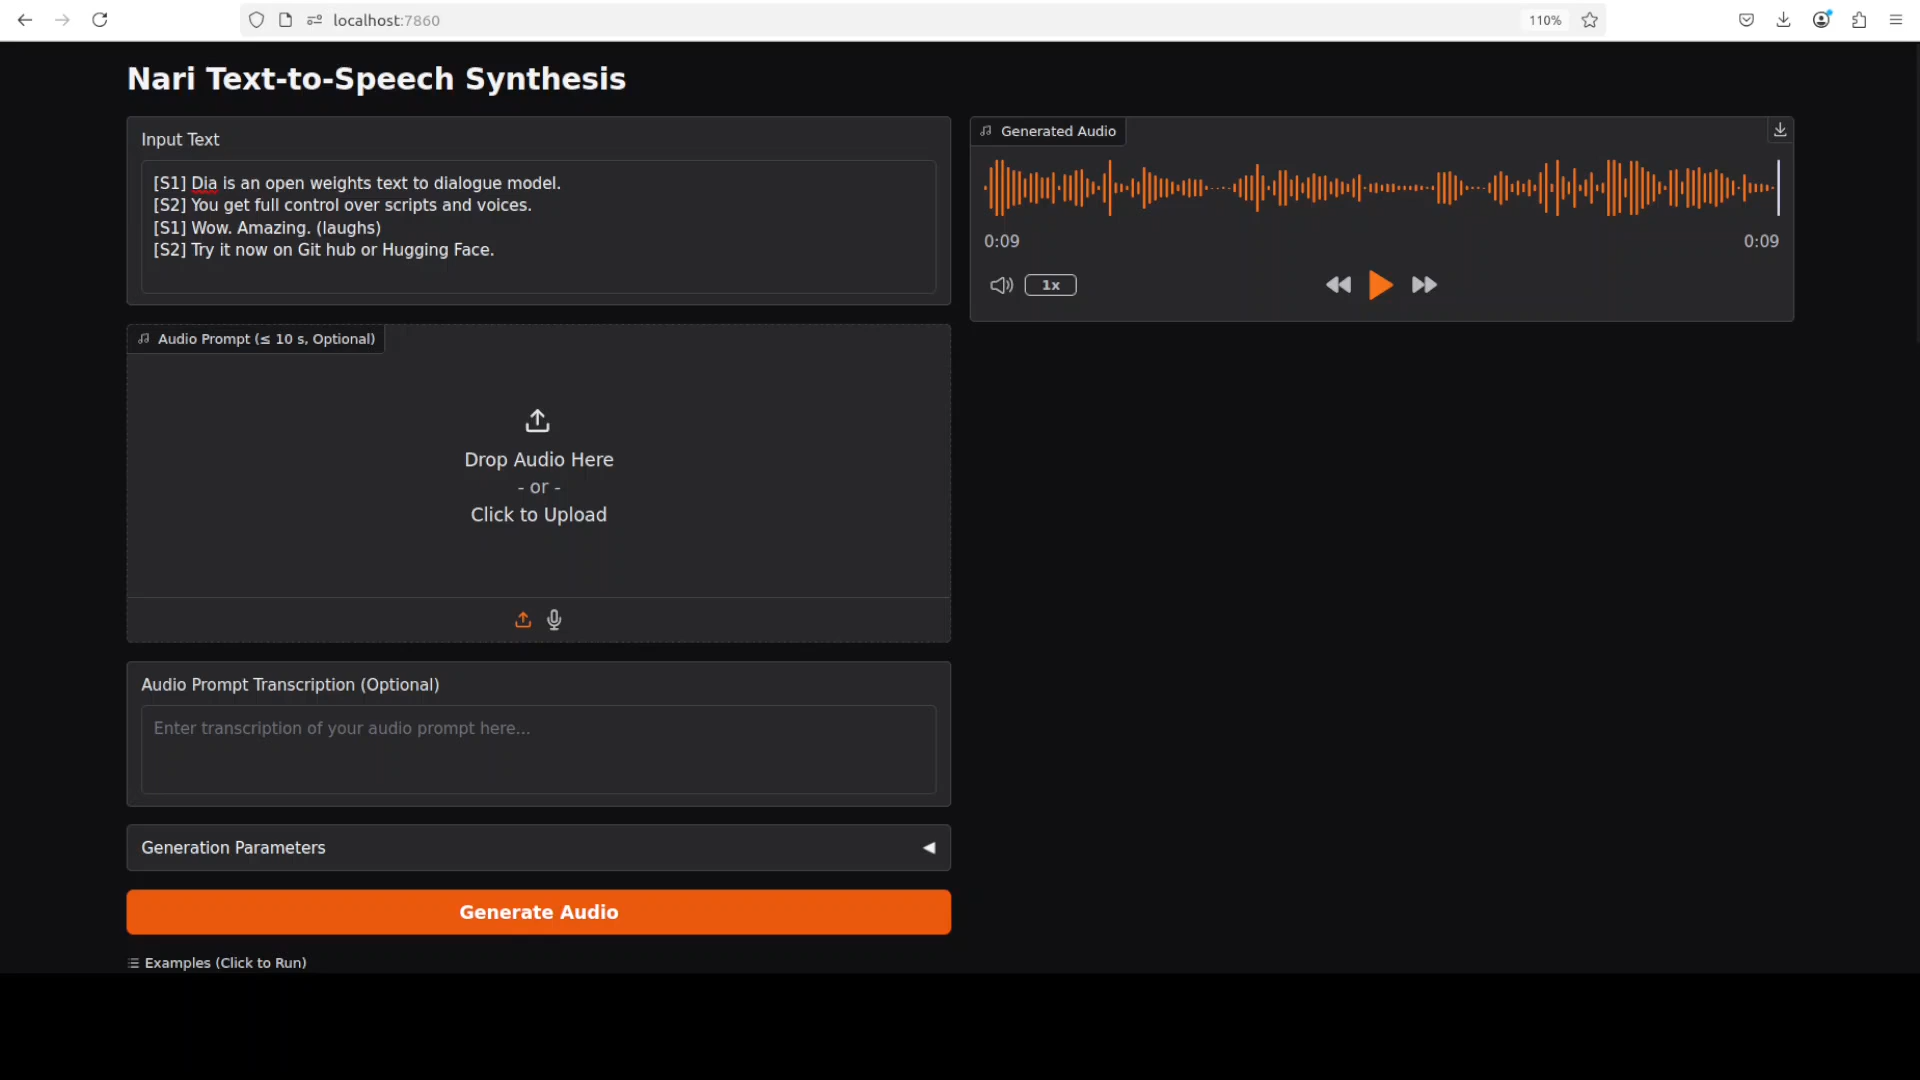 localhost:7860
110%
Nari Text-to-Speech Synthesis
Input Text
[S1] Dia is an open weights text to dialogue model.
[S2] You get full control over scripts and voices.
[S1] Wow. Amazing. (laughs)
[S2] Try it now on Git hub or Hugging Face.
Audio Prompt (≤ 10 s, Optional)
Drop Audio Here
- or -
Click to Upload
Audio Prompt Transcription (Optional)
Enter transcription of your audio prompt here...
Generation Parameters
Generate Audio
Examples (Click to Run)
Generated Audio
0:09
0:09
1x